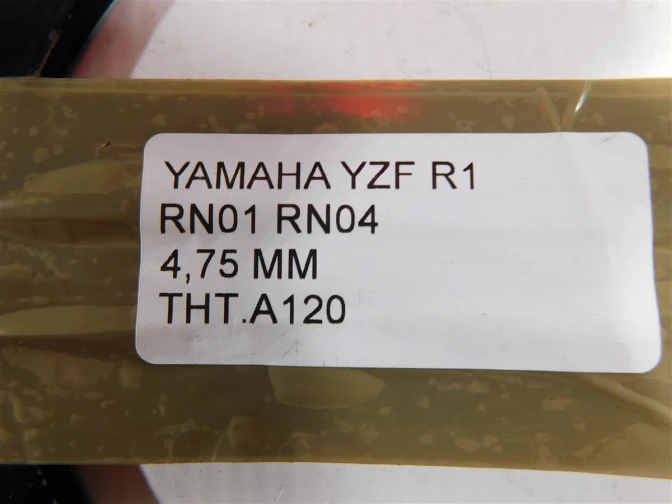 YAMAHA YZF R1
RN01 RN04
4,75 MM
THT.A120